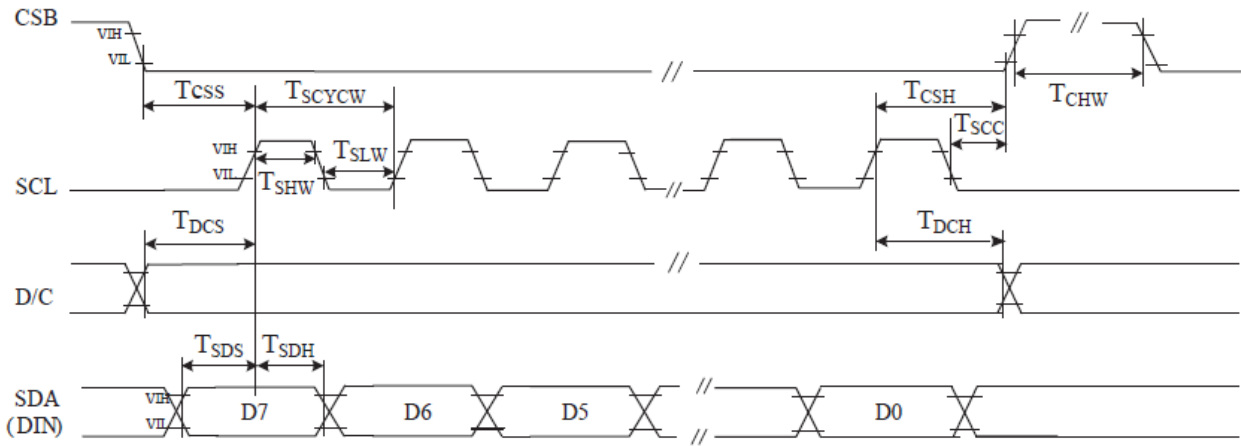 CSB
VIH
VIL
//
//
Tcss
TSCYCW
TCSH
TCHW
TSCC
SCL
VIH
VIL
TSHW
TSLW
//
TDCS
TDCH
D/C
//
TSDS
TSDH
SDA
(DIN)
VIH
VIL
D7
D6
D5
//
//
D0